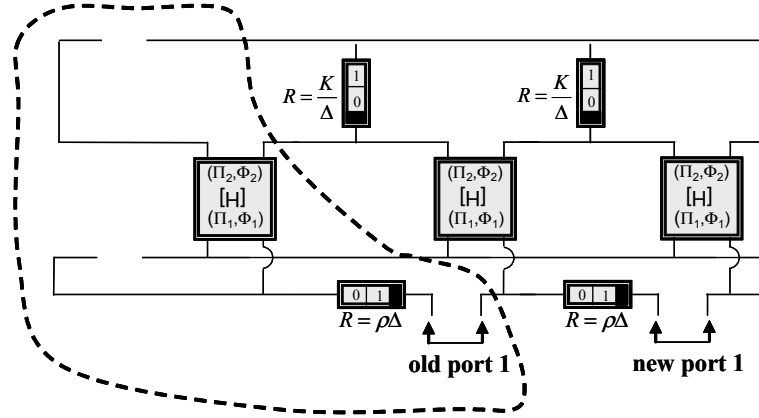 1
0
R = K/Δ
1
0
R = K/Δ
(Π₂,Φ₂)
[H]
(Π₁,Φ₁)
(Π₂,Φ₂)
[H]
(Π₁,Φ₁)
(Π₂,Φ₂)
[H]
(Π₁,Φ₁)
0 1
R = ρΔ
0 1
R = ρΔ
old port 1
new port 1